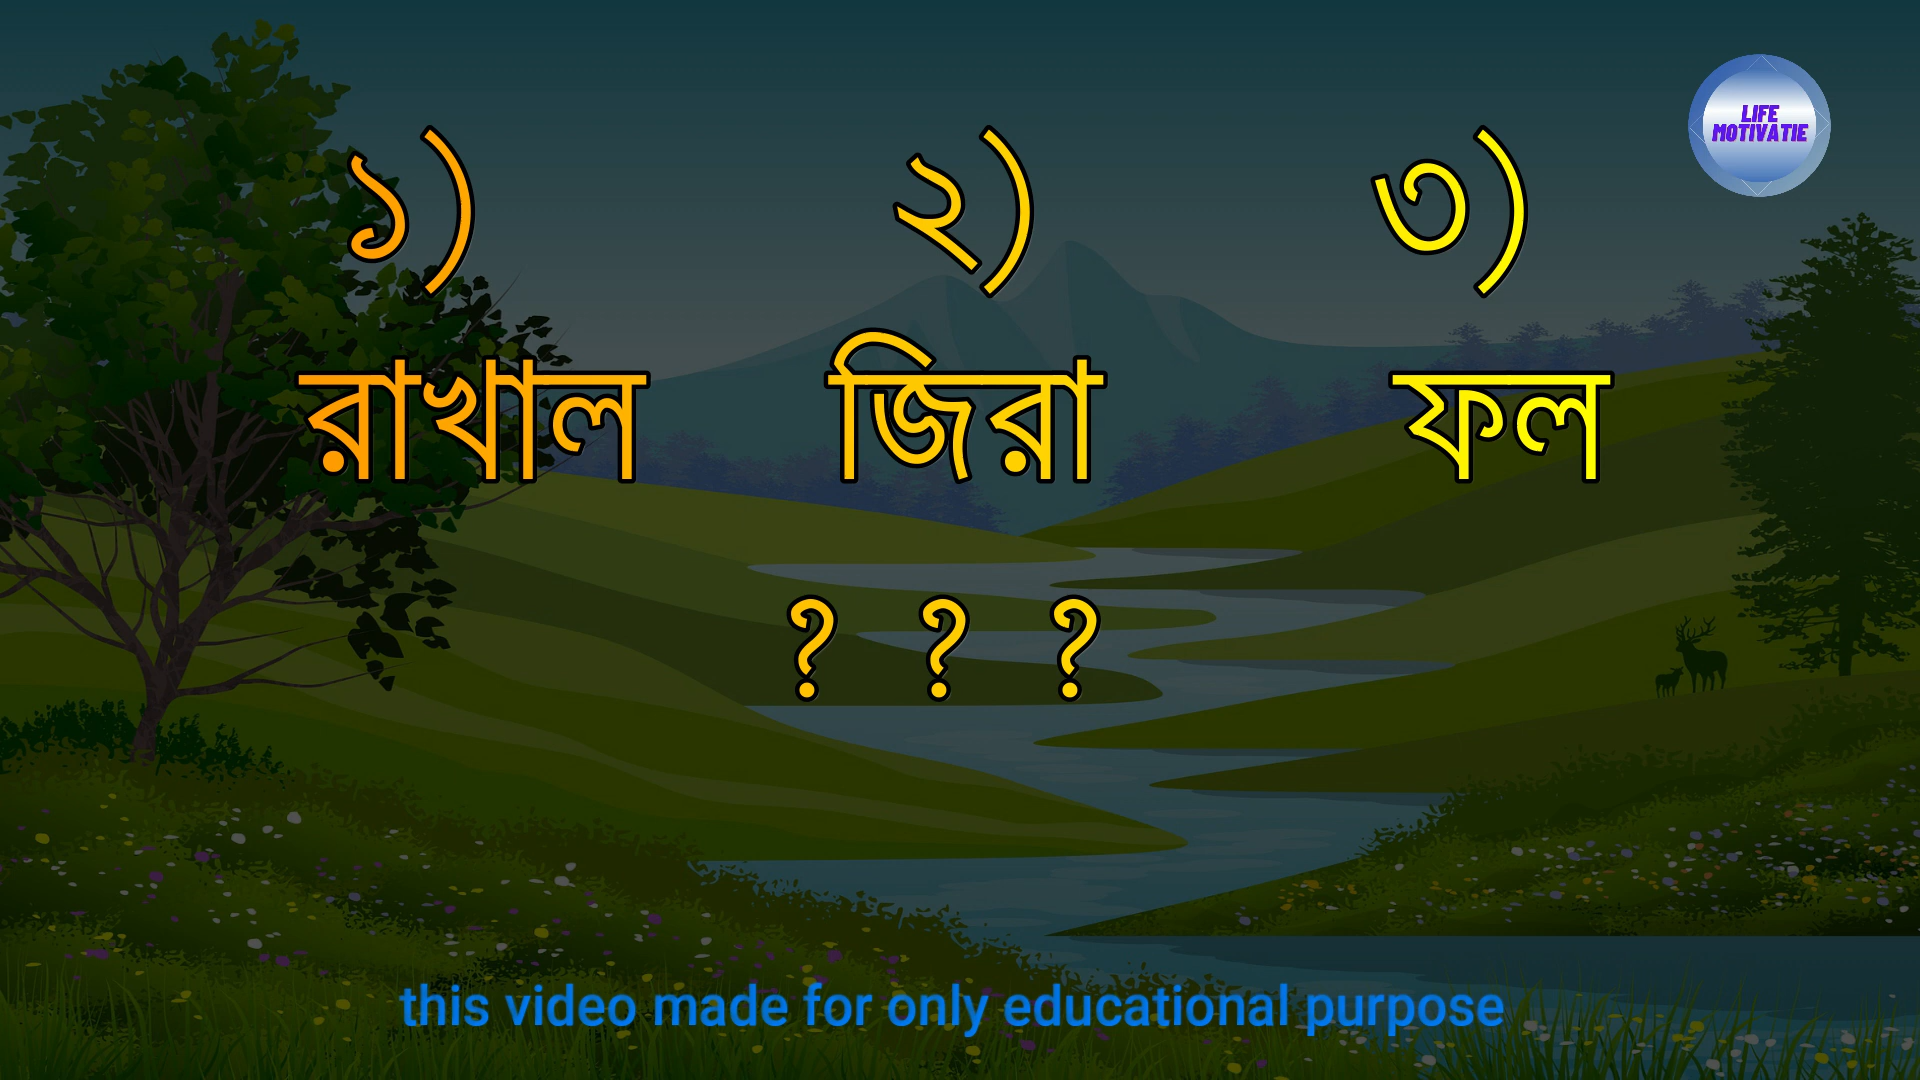 ১) ২) ৩)
রাখাল জিরা ফল
? ? ?
LIFE
MOTIVATIE
this video made for only educational purpose